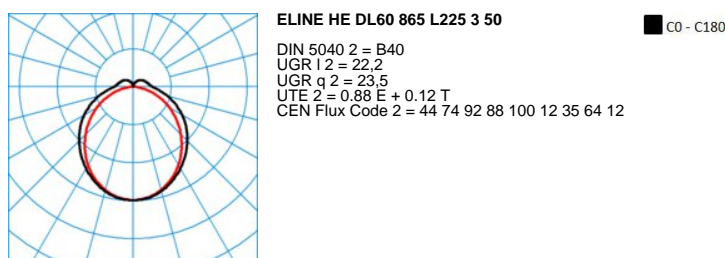 ELINE HE DL60 865 L225 3 50
DIN 5040 2 = B40
UGR l 2 = 22,2
UGR q 2 = 23,5
UTE 2 = 0.88 E + 0.12 T
CEN Flux Code 2 = 44 74 92 88 100 12 35 64 12
C0 - C180